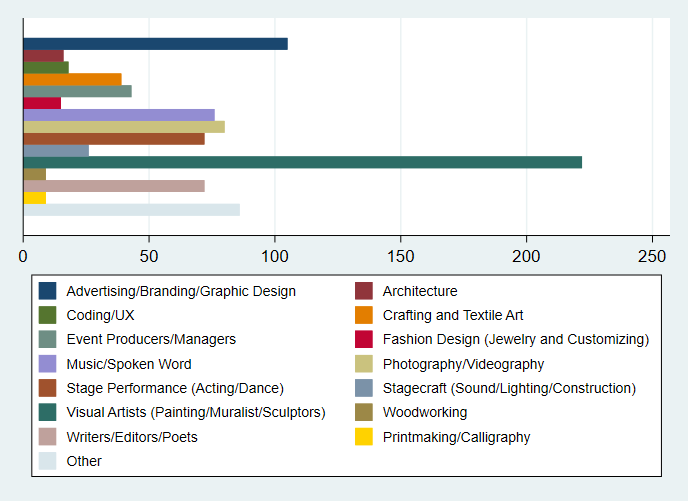 0 50 100 150 200 250
Advertising/Branding/Graphic Design Architecture
Coding/UX Crafting and Textile Art
Event Producers/Managers Fashion Design (Jewelry and Customizing)
Music/Spoken Word Photography/Videography
Stage Performance (Acting/Dance) Stagecraft (Sound/Lighting/Construction)
Visual Artists (Painting/Muralist/Sculptors) Woodworking
Writers/Editors/Poets Printmaking/Calligraphy
Other